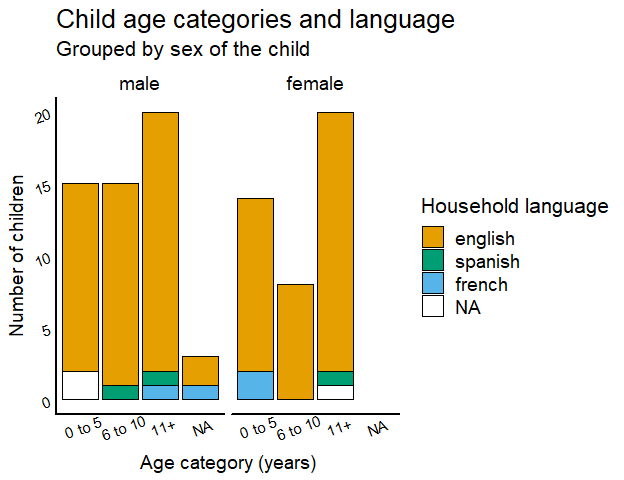 Child age categories and language
Grouped by sex of the child
male
female
20
15
10
5
0
Number of children
0 to 5
6 to 10
11+
NA
0 to 5
6 to 10
11+
NA
Age category (years)
Household language
english
spanish
french
NA